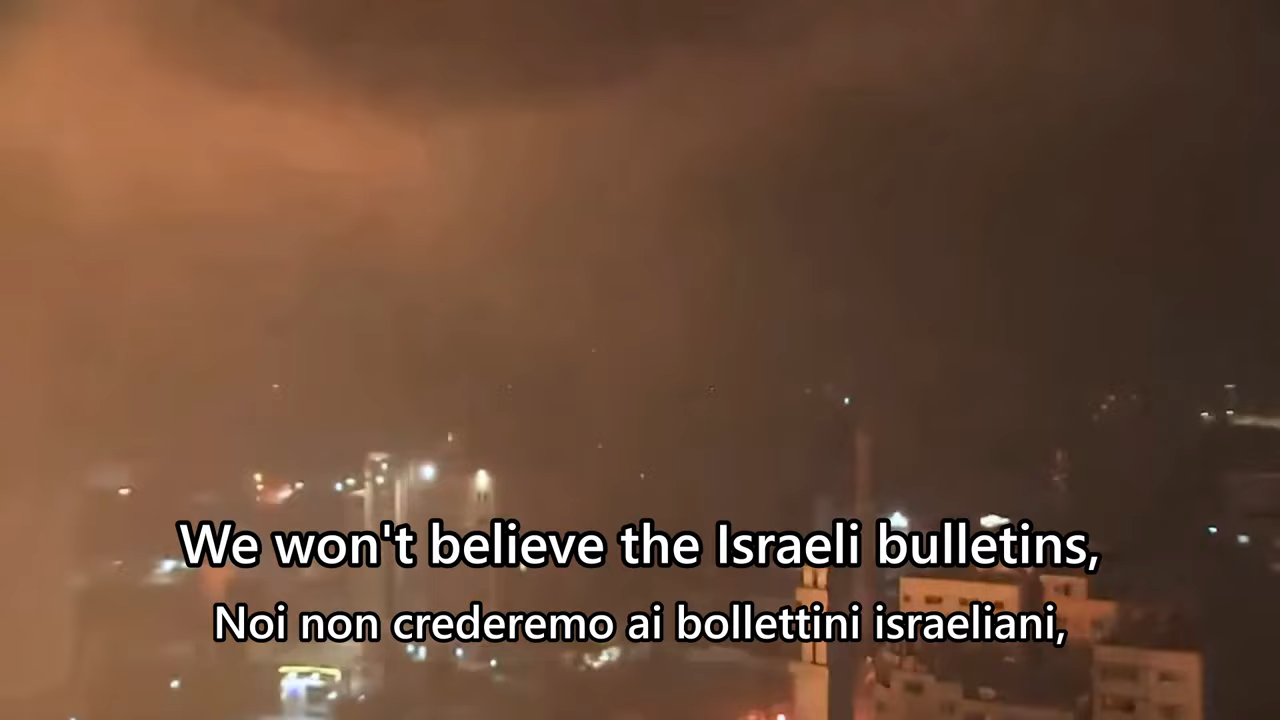 We won't believe the Israeli bulletins,
Noi non crederemo ai bollettini israeliani,